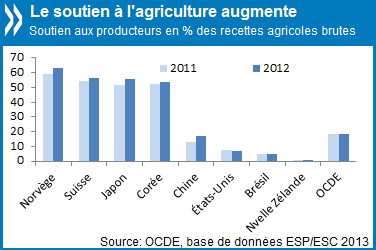 Le soutien à l'agriculture augmente
Soutien aux producteurs en % des recettes agricoles brutes
70
60
50
40
30
20
10
0
2011 2012
Norvège
Suisse
Japon
Corée
Chine
États-Unis
Brésil
Nvelle Zélande
OCDE
Source: OCDE, base de données ESP/ESC 2013